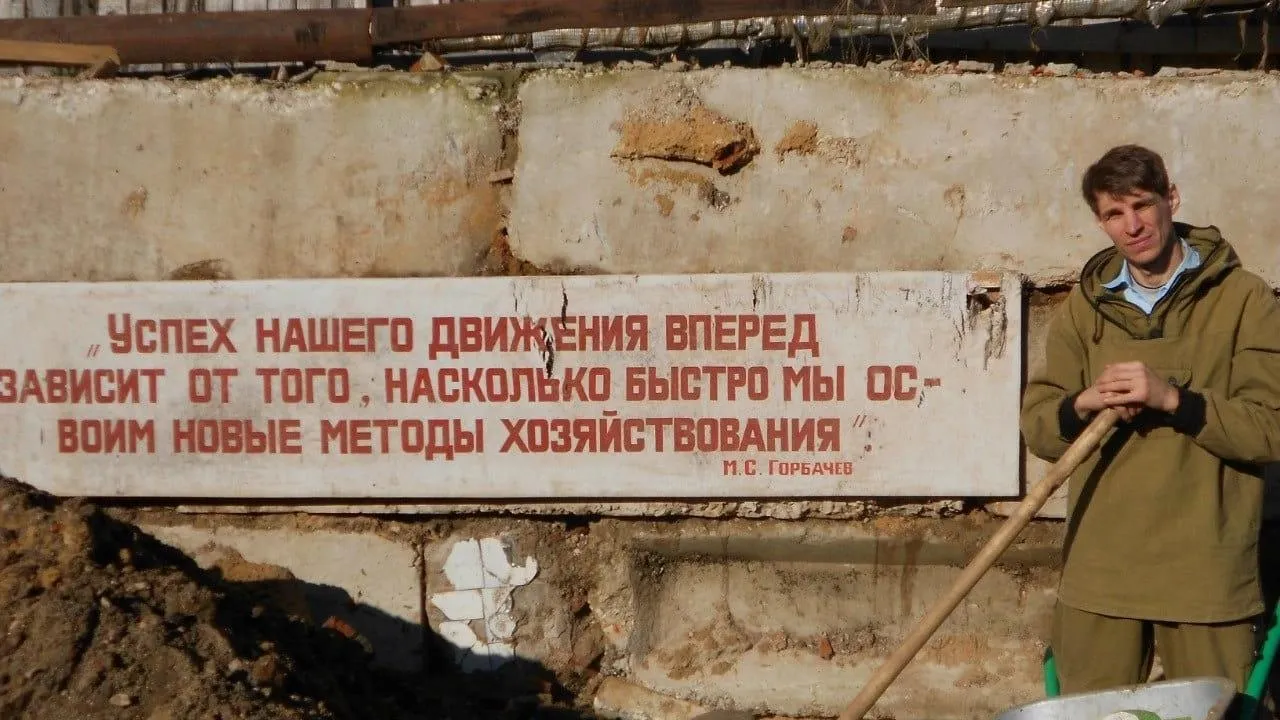 „Успех нашего движения вперед
зависит от того, насколько быстро мы ос-
воим новые методы хозяйствования".
М.С. Горбачев